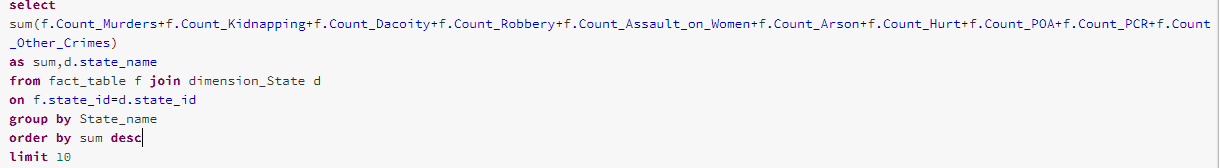 select
sum(f.Count_Murders+f.Count_Kidnapping+f.Count_Dacoity+f.Count_Robbery+f.Count_Assault_on_Women+f.Count_Arson+f.Count_Hurt+f.Count_POA+f.Count_PCR+f.Count
_Other_Crimes)
as sum,d.state_name
from fact_table f join dimension_State d
on f.state_id=d.state_id
group by State_name
order by sum desc
limit 10